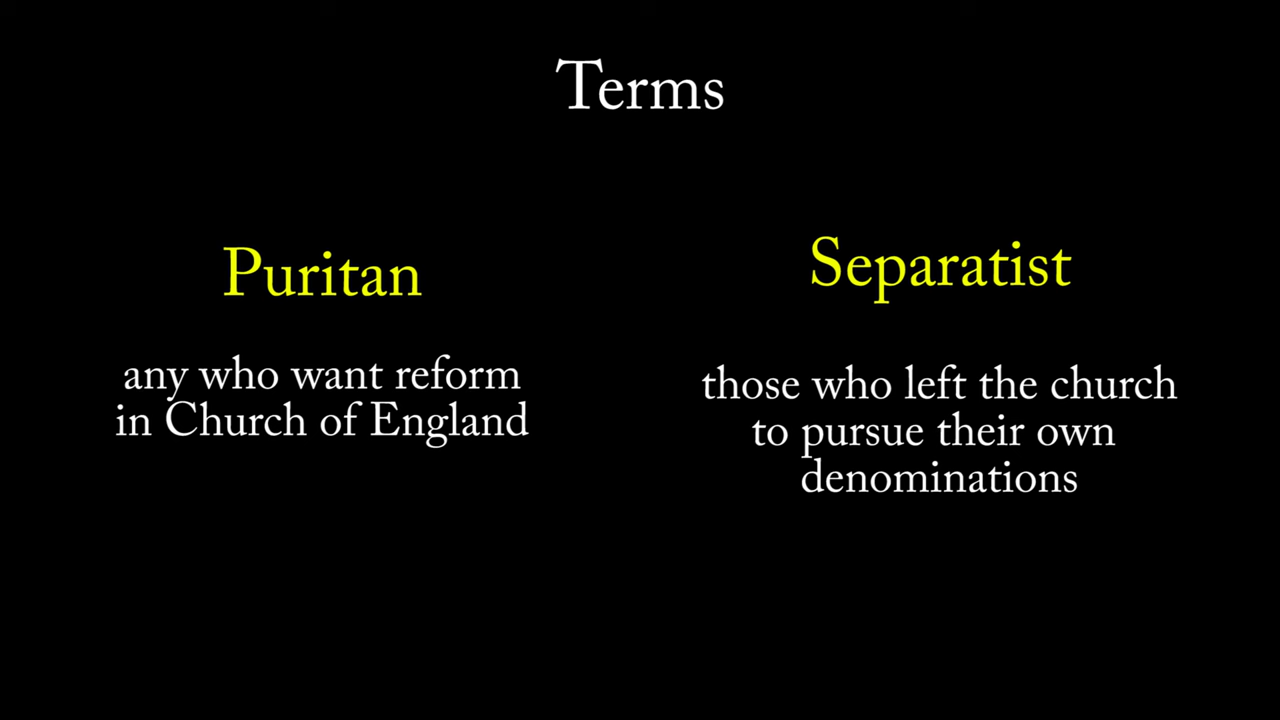 Terms
Puritan
any who want reform
in Church of England
Separatist
those who left the church
to pursue their own
denominations